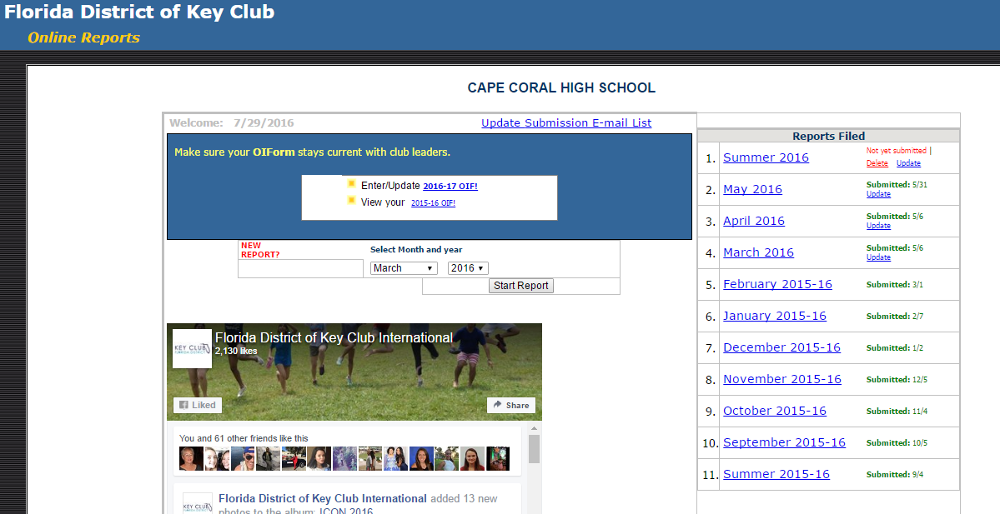 Florida District of Key Club
Online Reports
CAPE CORAL HIGH SCHOOL
Welcome: 7/29/2016
Update Submission E-mail List
Make sure your OIForm stays current with club leaders.
Enter/Update 2016-17 OIF!
View your 2015-16 OIF!
NEW
REPORT?
Select Month and year
March 2016
Start Report
Florida District of Key Club International
2,130 likes
KEY CLUB
FLORIDA DISTRICT
Liked
Share
You and 61 other friends like this
KEY CLUB
Florida District of Key Club International added 13 new
photos to the album: ICON 2016
Reports Filed
1. Summer 2016 Not yet submitted |
Delete Update
2. May 2016 Submitted: 5/31
Update
3. April 2016 Submitted: 5/6
Update
4. March 2016 Submitted: 5/6
Update
5. February 2015-16 Submitted: 3/1
6. January 2015-16 Submitted: 2/7
7. December 2015-16 Submitted: 1/2
8. November 2015-16 Submitted: 12/5
9. October 2015-16 Submitted: 11/4
10. September 2015-16 Submitted: 10/5
11. Summer 2015-16 Submitted: 9/4